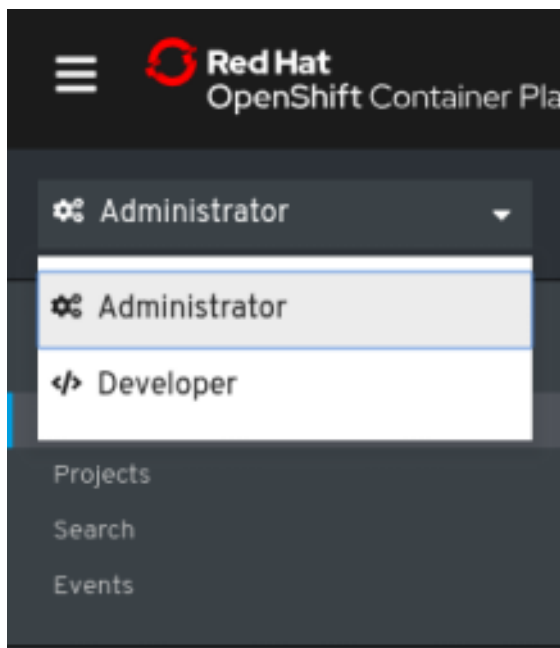 Red Hat
OpenShift Container Pla
Administrator
Administrator
Developer
Projects
Search
Events